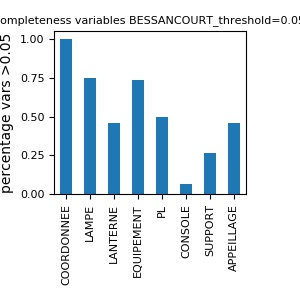 ompleteness variables BESSANCOURT_threshold=0.05
percentage vars >0.05
1.00
0.75
0.50
0.25
0.00
COORDONNEE
LAMPE
LANTERNE
EQUIPEMENT
PL
CONSOLE
SUPPORT
APPEILLAGE